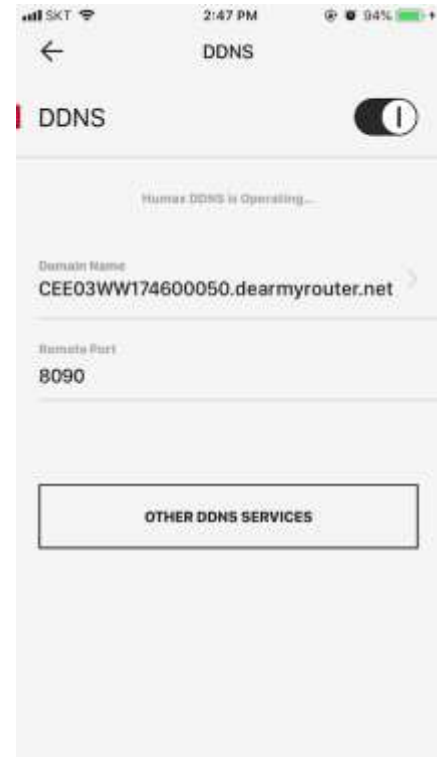 SKT 2:47 PM 94%
DDNS
DDNS
Humax DDNS is Operating...
Domain Name
CEE03WW174600050.dearmyrouter.net
Remote Port
8090
OTHER DDNS SERVICES